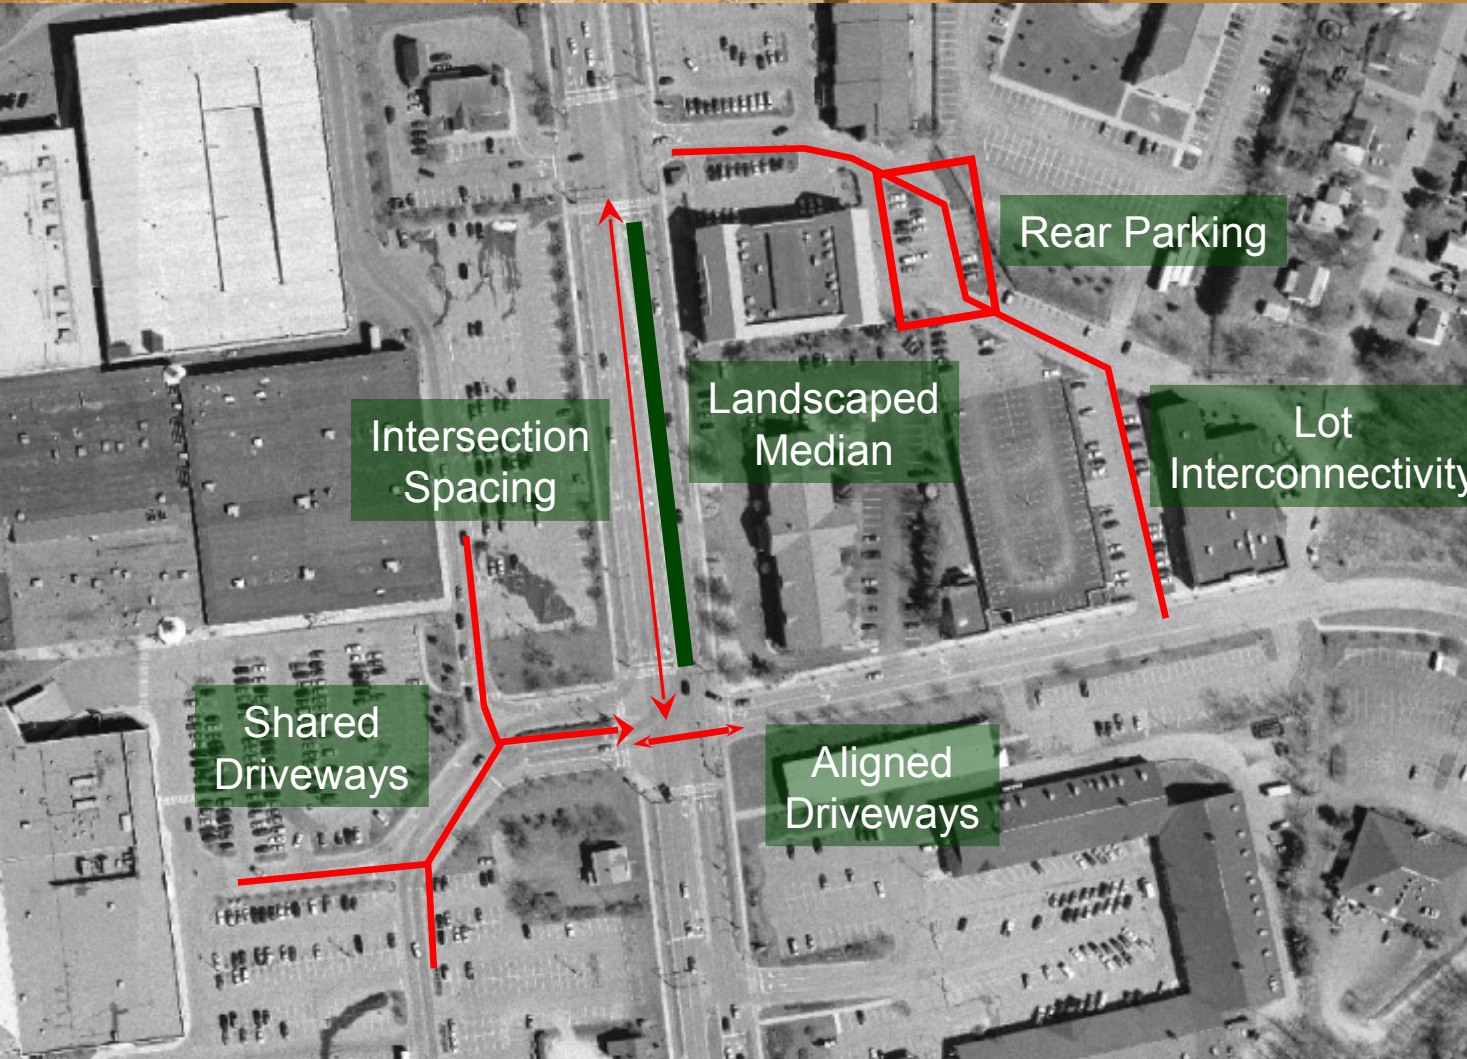 Rear Parking
Landscaped
Median
Intersection
Spacing
Lot
Interconnectivity
Shared
Driveways
Aligned
Driveways